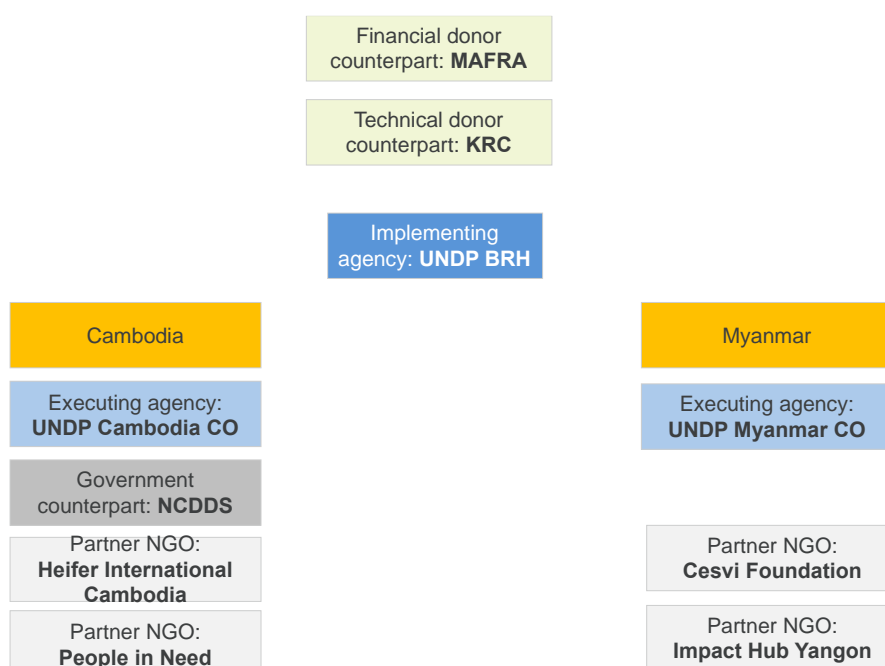 Financial donor
counterpart: MAFRA
Technical donor
counterpart: KRC
Implementing
agency: UNDP BRH
Cambodia
Executing agency:
UNDP Cambodia CO
Government
counterpart: NCDDS
Partner NGO:
Heifer International
Cambodia
Partner NGO:
People in Need
Myanmar
Executing agency:
UNDP Myanmar CO
Partner NGO:
Cesvi Foundation
Partner NGO:
Impact Hub Yangon